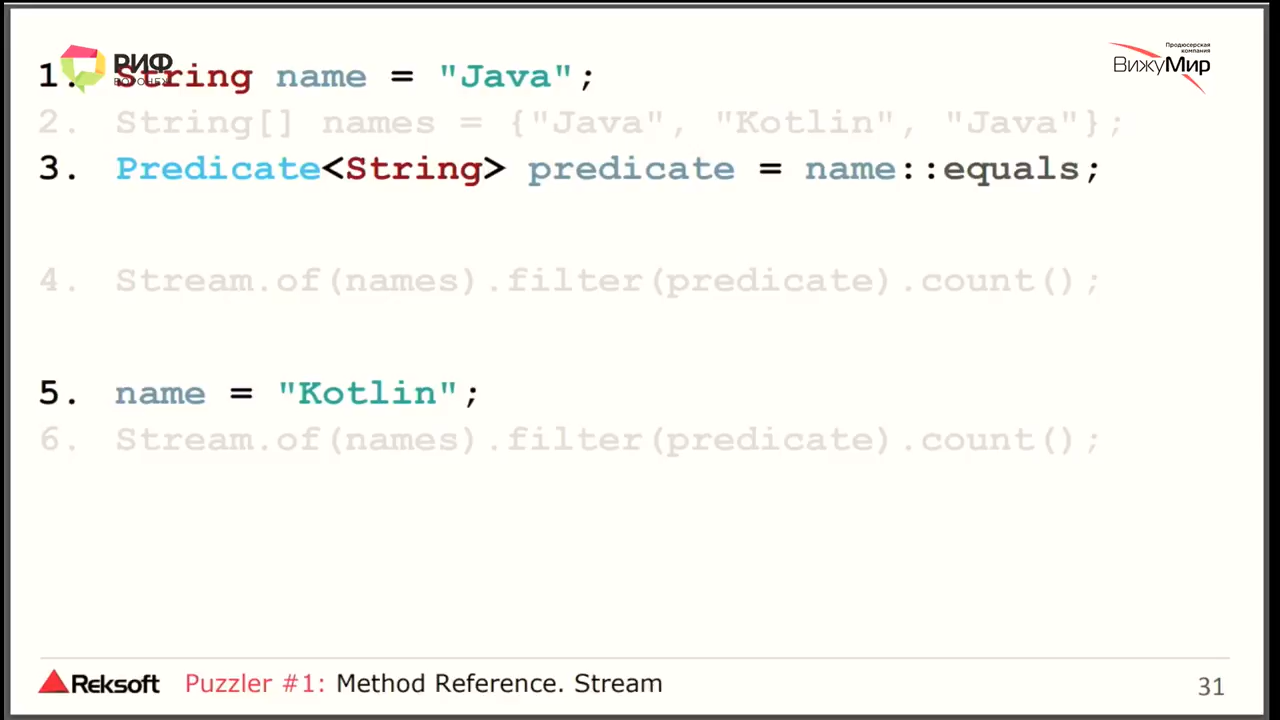 РИФ
ВОРОНЕЖ
Продюсерская
компания
ВижуМир
1. String name = "Java";
2. String[] names = {"Java", "Kotlin", "Java"};
3. Predicate<String> predicate = name::equals;
4. Stream.of(names).filter(predicate).count();
5. name = "Kotlin";
6. Stream.of(names).filter(predicate).count();
Reksoft Puzzler #1: Method Reference. Stream 31